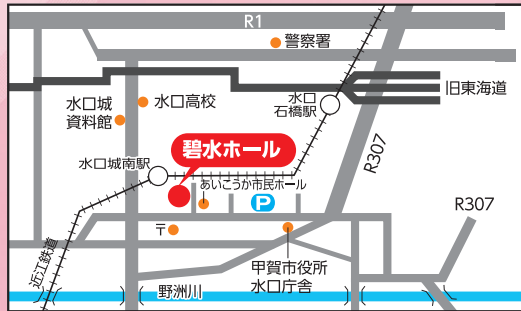 R1
警察署
旧東海道
水口
石橋駅
水口城
資料館
水口高校
碧水ホール
水口城南駅
あいこうか市民ホール
P
R307
R307
〒
甲賀市役所
水口庁舎
近江鉄道
野洲川